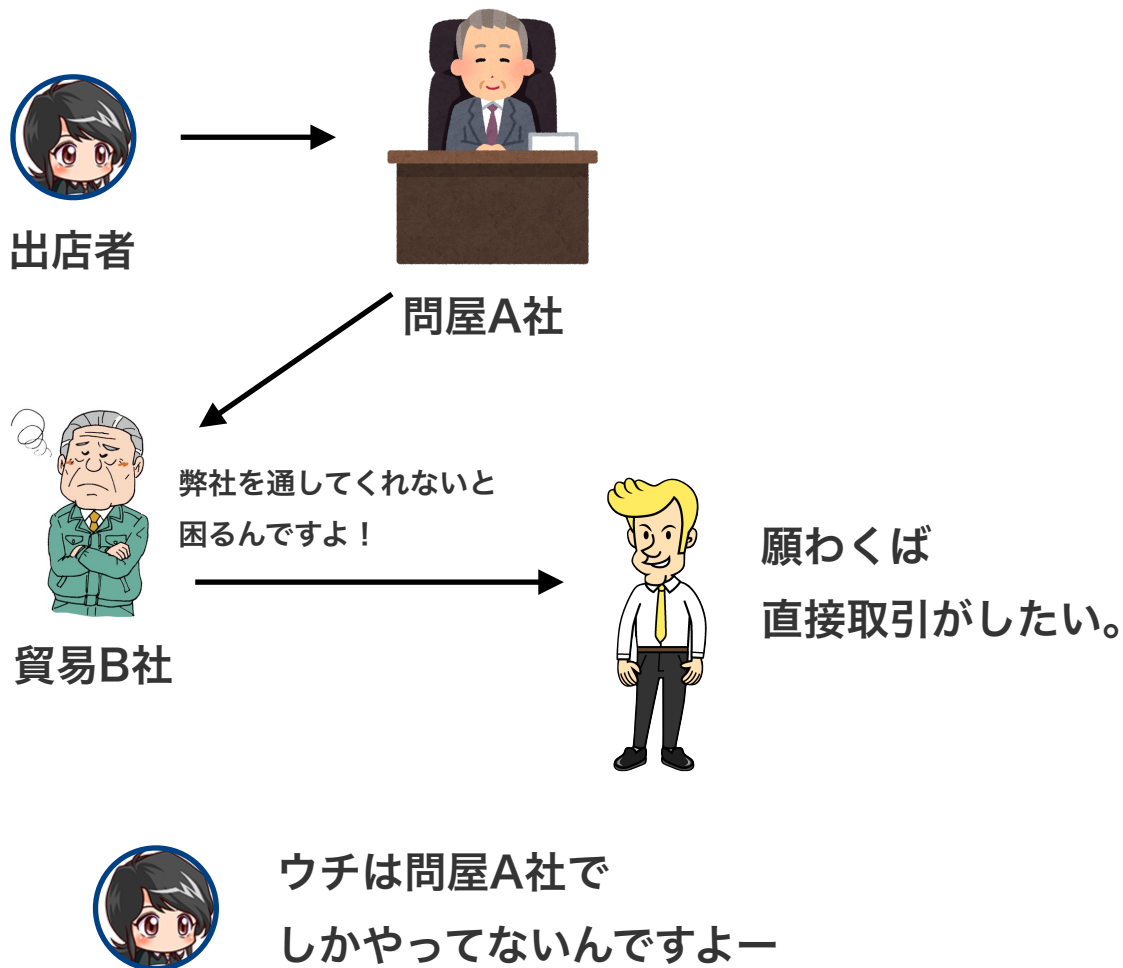 出店者
問屋A社
弊社を通してくれないと
困るんですよ！
貿易B社
願わくば
直接取引がしたい。
ウチは問屋A社で
しかやってないんですよー